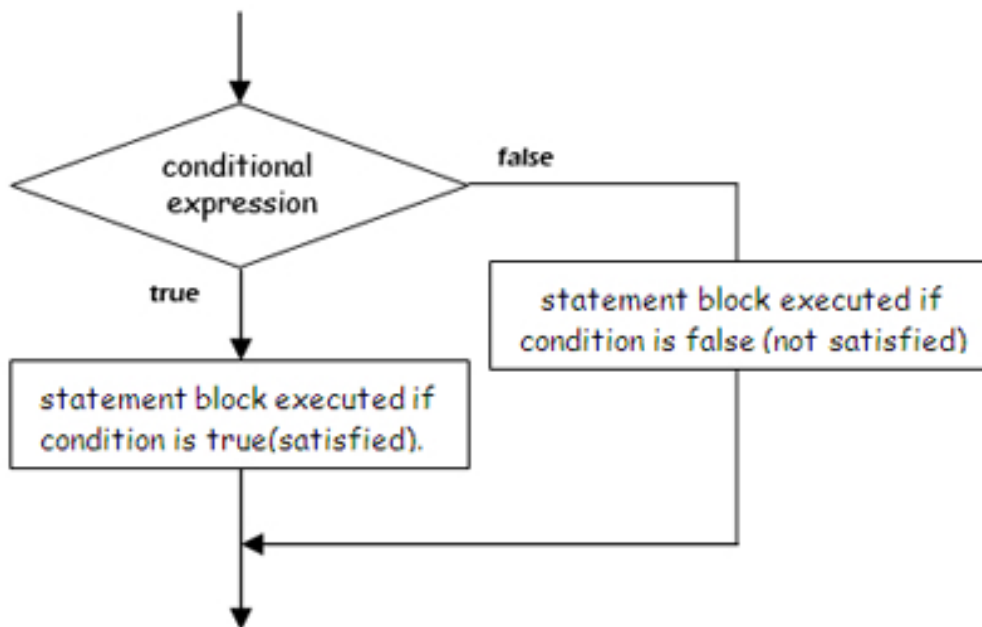 conditional
expression
false
true
statement block executed if
condition is false (not satisfied)
statement block executed if
condition is true(satisfied).